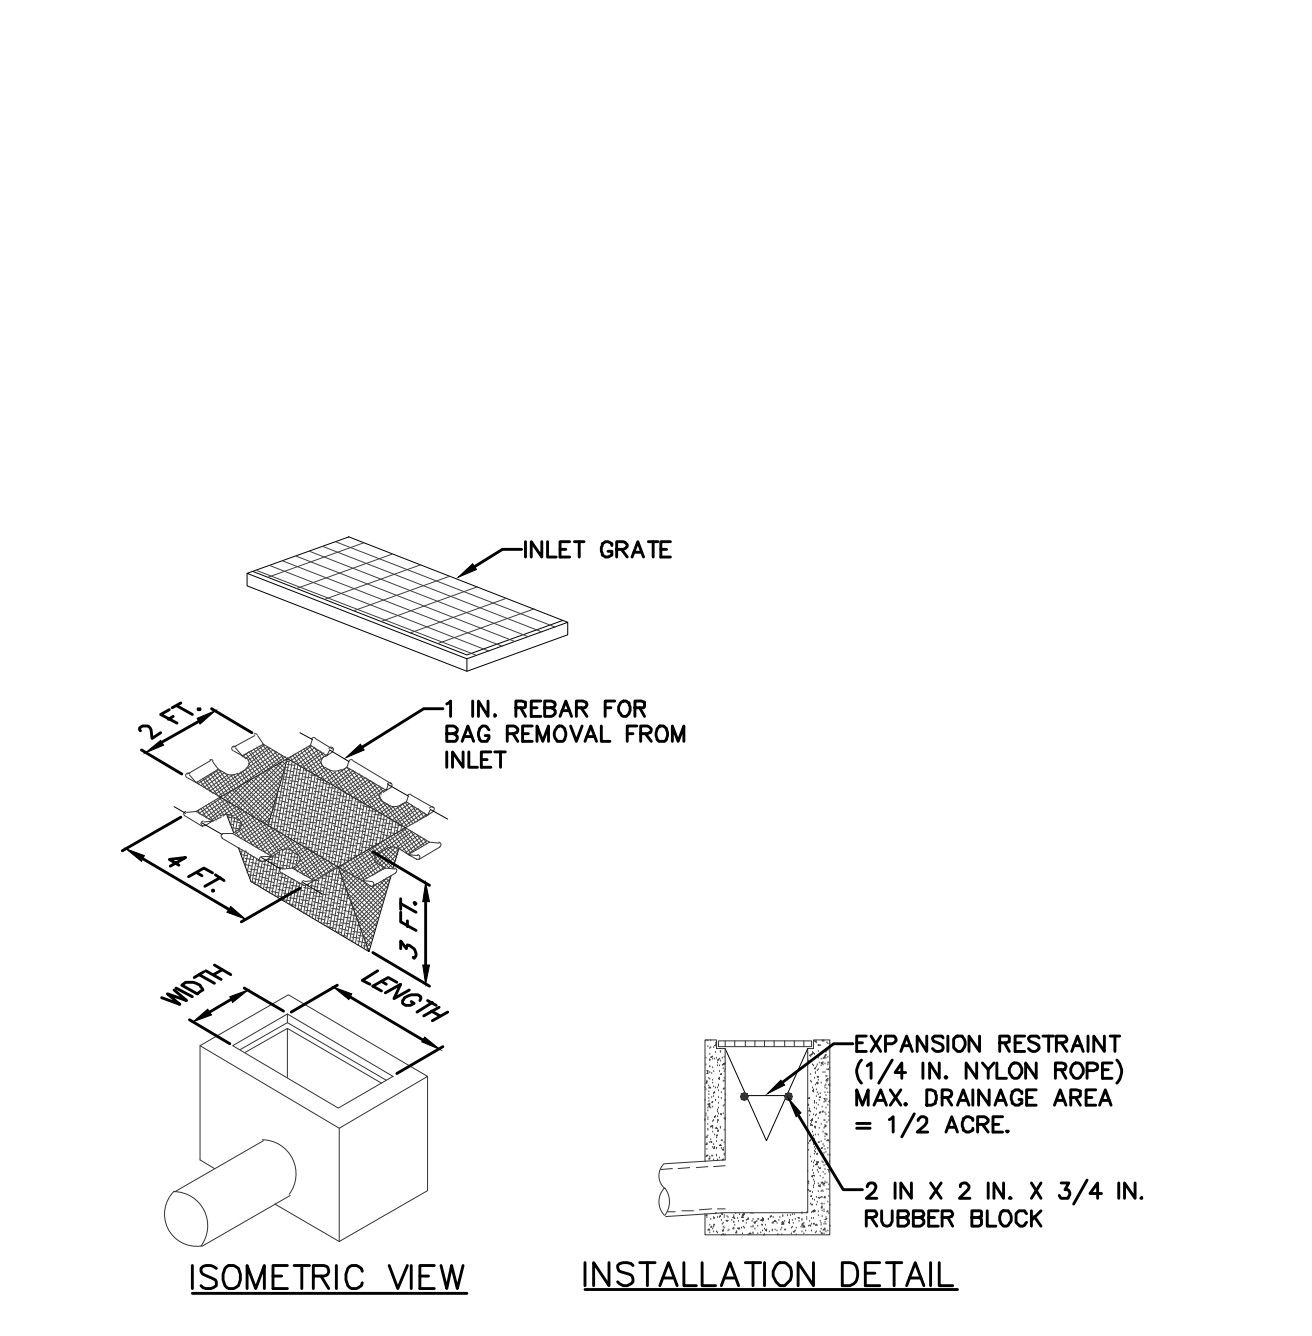 INLET GRATE
1 IN. REBAR FOR
BAG REMOVAL FROM
INLET
2 FT.
4 FT.
3 FT.
WIDTH
LENGTH
EXPANSION RESTRAINT
(1/4 IN. NYLON ROPE)
MAX. DRAINAGE AREA
= 1/2 ACRE.
2 IN X 2 IN. X 3/4 IN.
RUBBER BLOCK
ISOMETRIC VIEW
INSTALLATION DETAIL